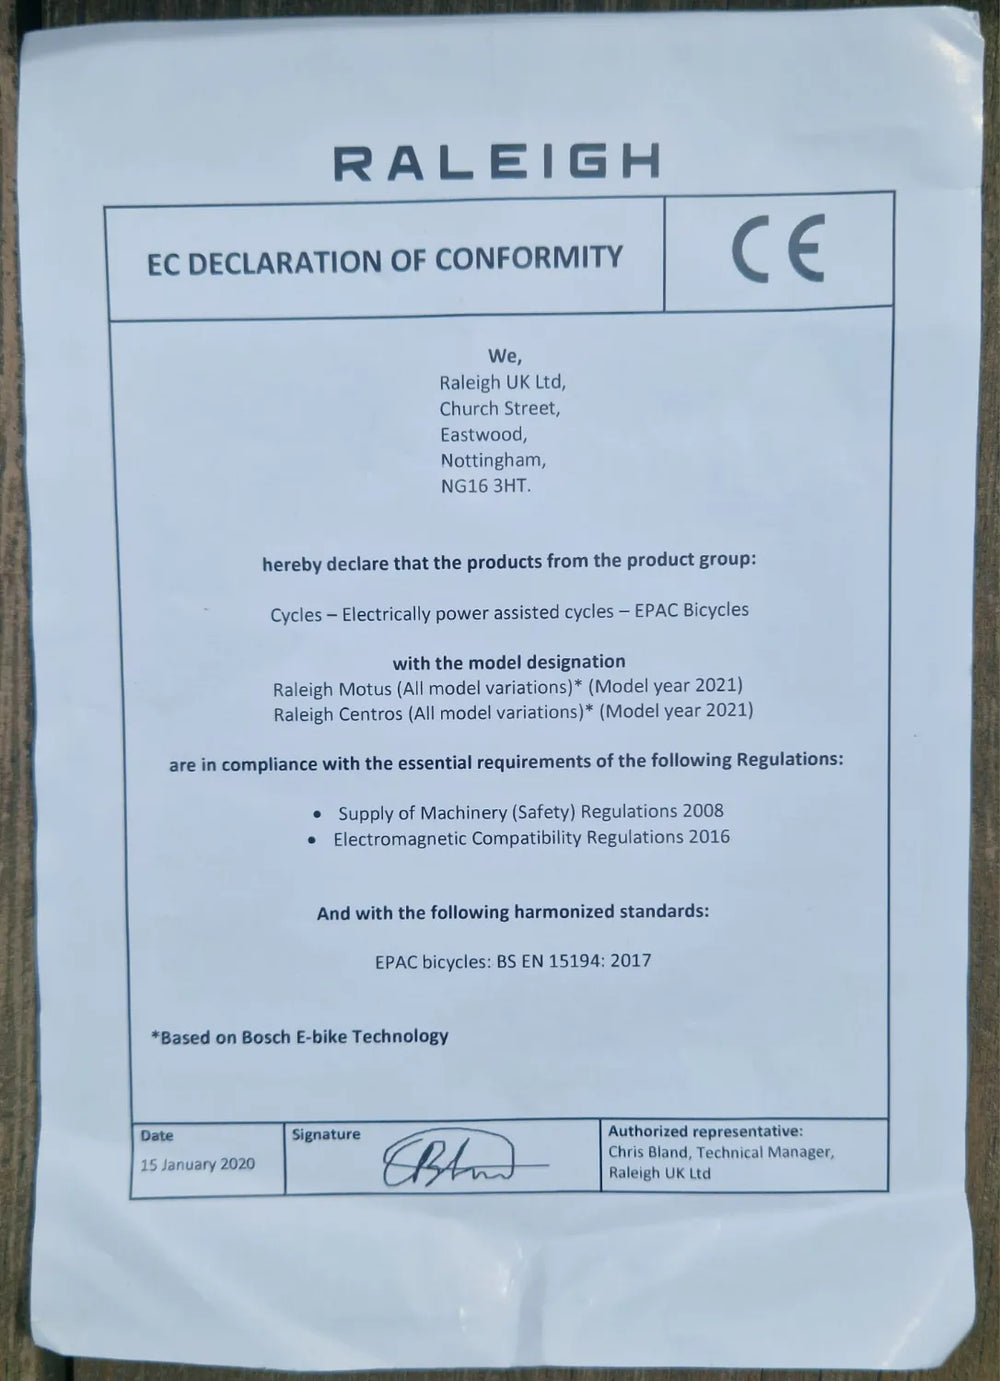 RALEIGH
EC DECLARATION OF CONFORMITY
CE
We,
Raleigh UK Ltd,
Church Street,
Eastwood,
Nottingham,
NG16 3HT.
hereby declare that the products from the product group:
Cycles – Electrically power assisted cycles – EPAC Bicycles
with the model designation
Raleigh Motus (All model variations)* (Model year 2021)
Raleigh Centros (All model variations)* (Model year 2021)
are in compliance with the essential requirements of the following Regulations:
• Supply of Machinery (Safety) Regulations 2008
• Electromagnetic Compatibility Regulations 2016
And with the following harmonized standards:
EPAC bicycles: BS EN 15194: 2017
*Based on Bosch E-bike Technology
Date
15 January 2020
Signature
Authorized representative:
Chris Bland, Technical Manager,
Raleigh UK Ltd